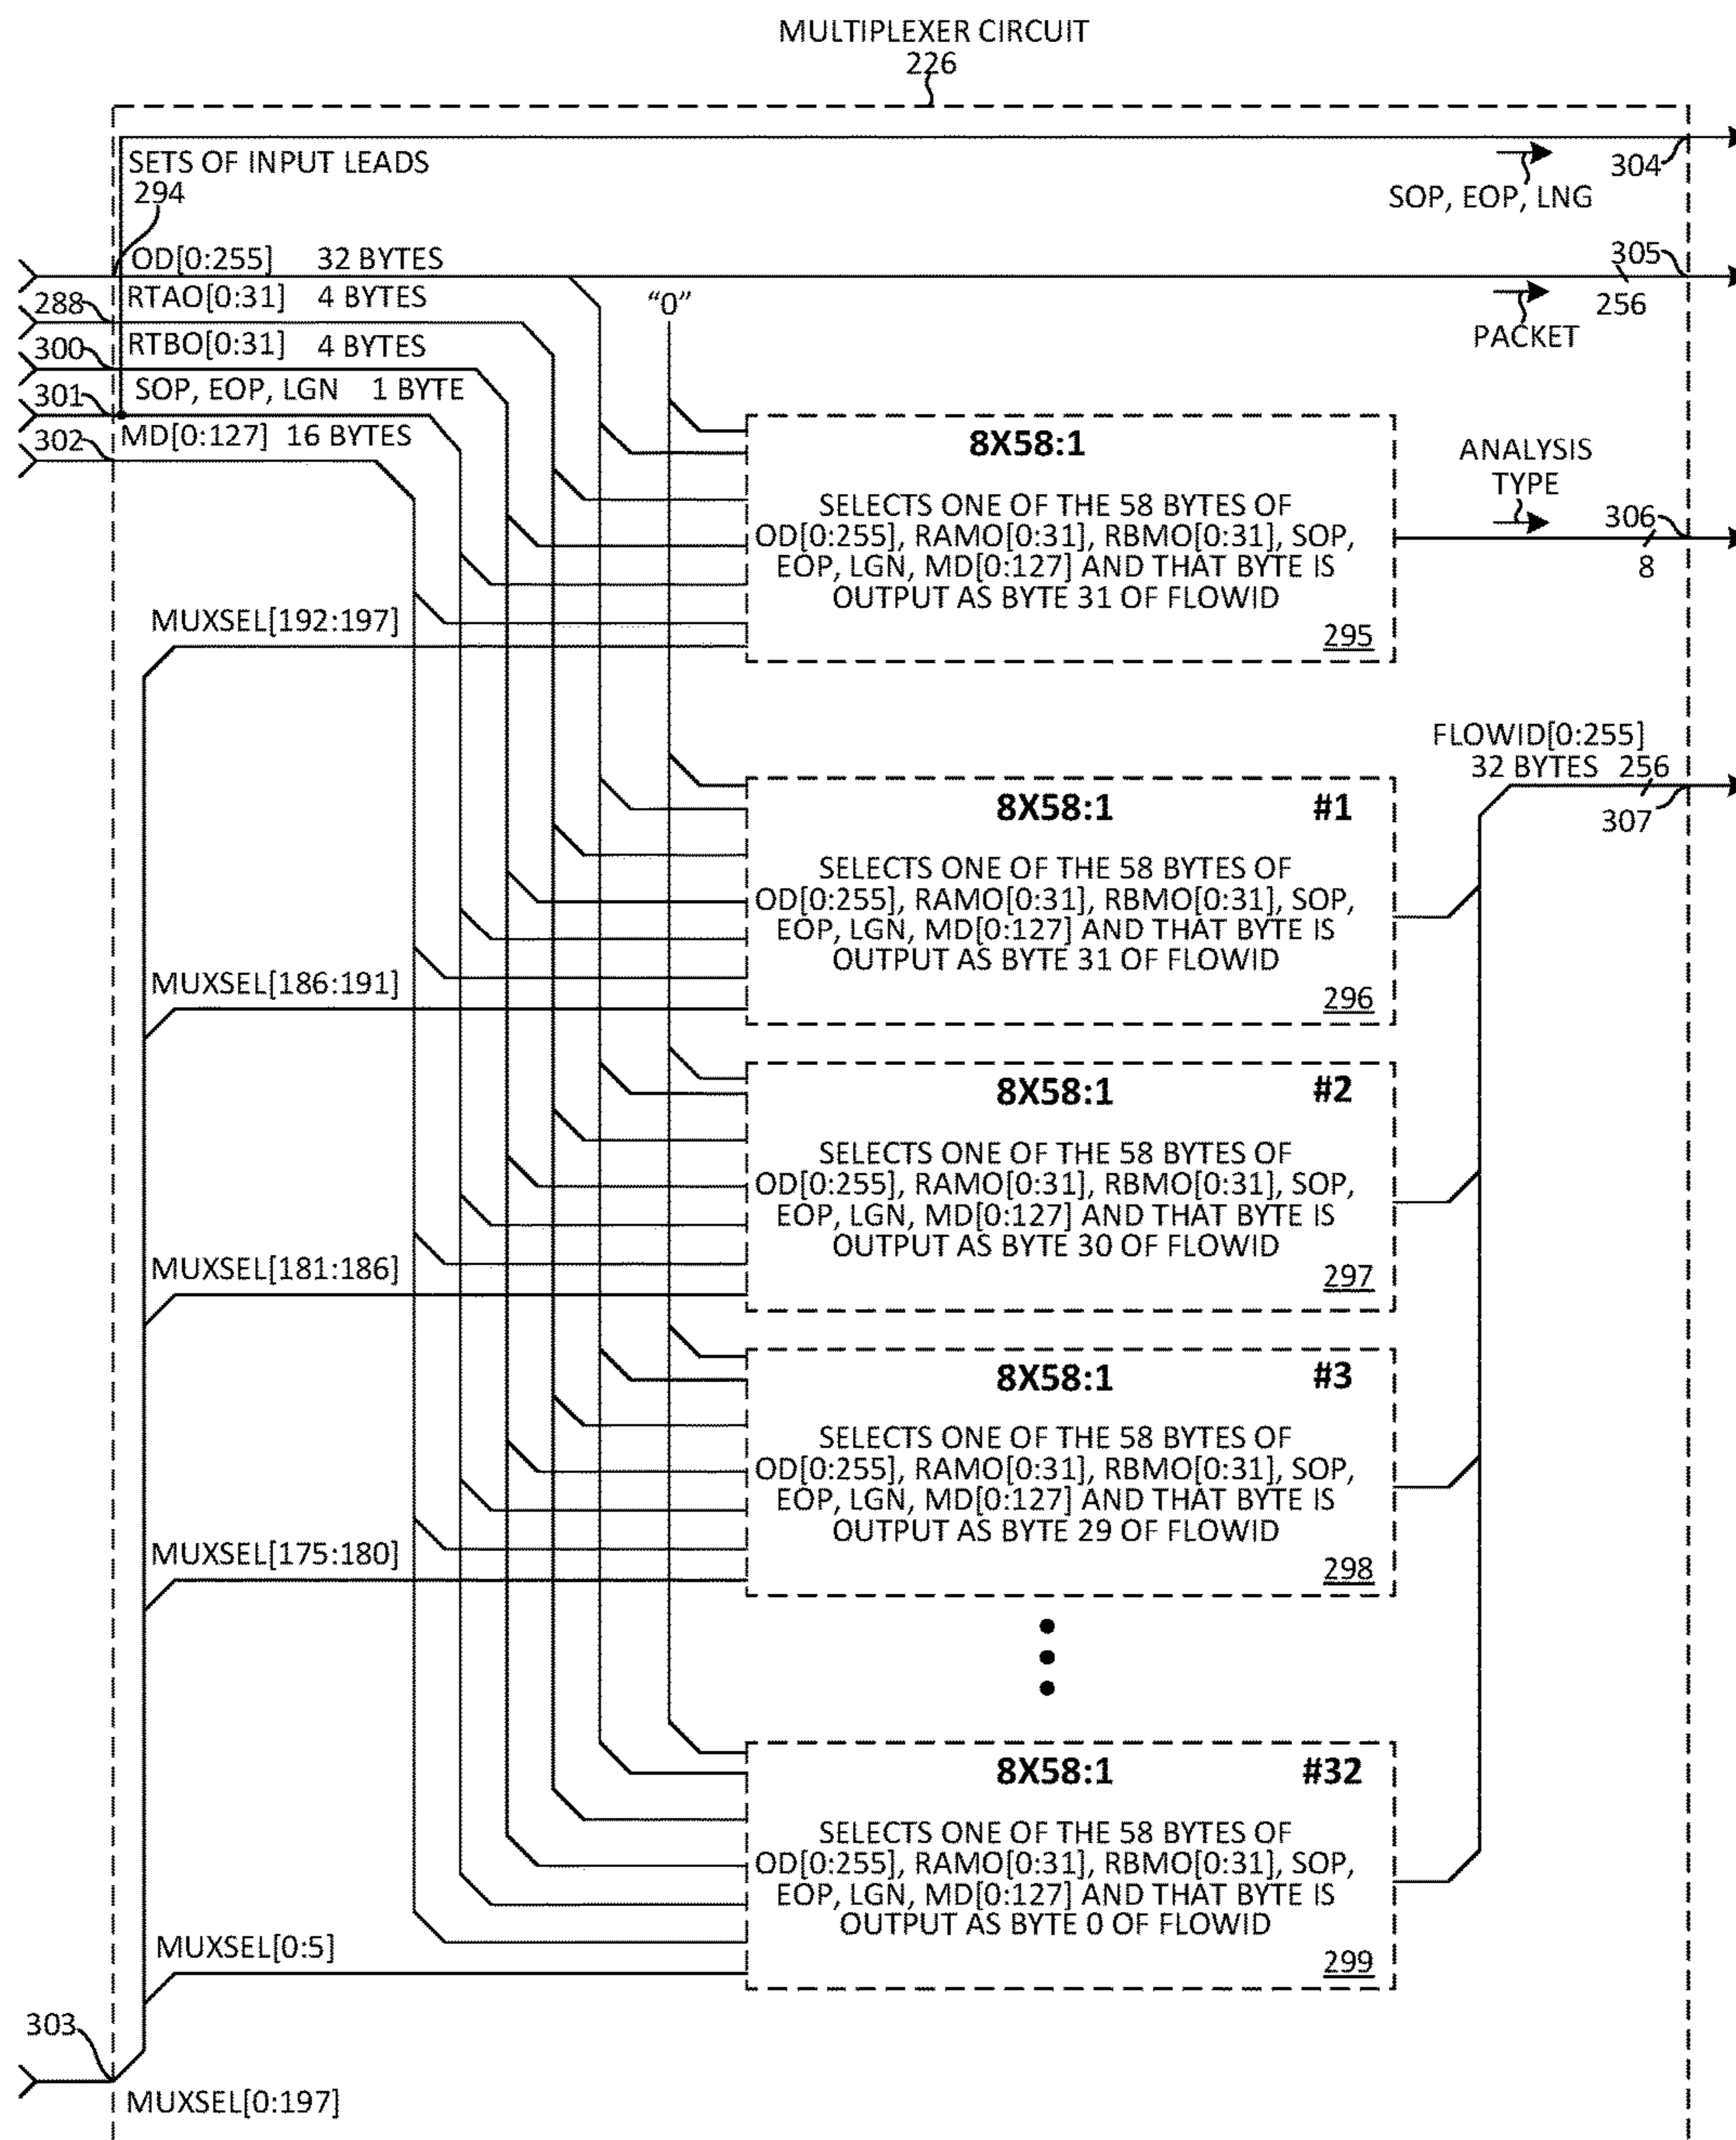 MULTIPLEXER CIRCUIT
226
SETS OF INPUT LEADS
294
304
SOP, EOP, LNG
OD[0:255] 32 BYTES
305
256
PACKET
288
RTAO[0:31] 4 BYTES
"0"
300
RTBO[0:31] 4 BYTES
301
SOP, EOP, LGN 1 BYTE
302
MD[0:127] 16 BYTES
8X58:1
SELECTS ONE OF THE 58 BYTES OF
OD[0:255], RAMO[0:31], RBMO[0:31], SOP,
EOP, LGN, MD[0:127] AND THAT BYTE IS
OUTPUT AS BYTE 31 OF FLOWID
295
ANALYSIS
TYPE
306
8
MUXSEL[192:197]
FLOWID[0:255]
32 BYTES 256
307
8X58:1 #1
SELECTS ONE OF THE 58 BYTES OF
OD[0:255], RAMO[0:31], RBMO[0:31], SOP,
EOP, LGN, MD[0:127] AND THAT BYTE IS
OUTPUT AS BYTE 31 OF FLOWID
296
MUXSEL[186:191]
8X58:1 #2
SELECTS ONE OF THE 58 BYTES OF
OD[0:255], RAMO[0:31], RBMO[0:31], SOP,
EOP, LGN, MD[0:127] AND THAT BYTE IS
OUTPUT AS BYTE 30 OF FLOWID
297
MUXSEL[181:186]
8X58:1 #3
SELECTS ONE OF THE 58 BYTES OF
OD[0:255], RAMO[0:31], RBMO[0:31], SOP,
EOP, LGN, MD[0:127] AND THAT BYTE IS
OUTPUT AS BYTE 29 OF FLOWID
298
MUXSEL[175:180]
8X58:1 #32
SELECTS ONE OF THE 58 BYTES OF
OD[0:255], RAMO[0:31], RBMO[0:31], SOP,
EOP, LGN, MD[0:127] AND THAT BYTE IS
OUTPUT AS BYTE 0 OF FLOWID
299
MUXSEL[0:5]
303
MUXSEL[0:197]